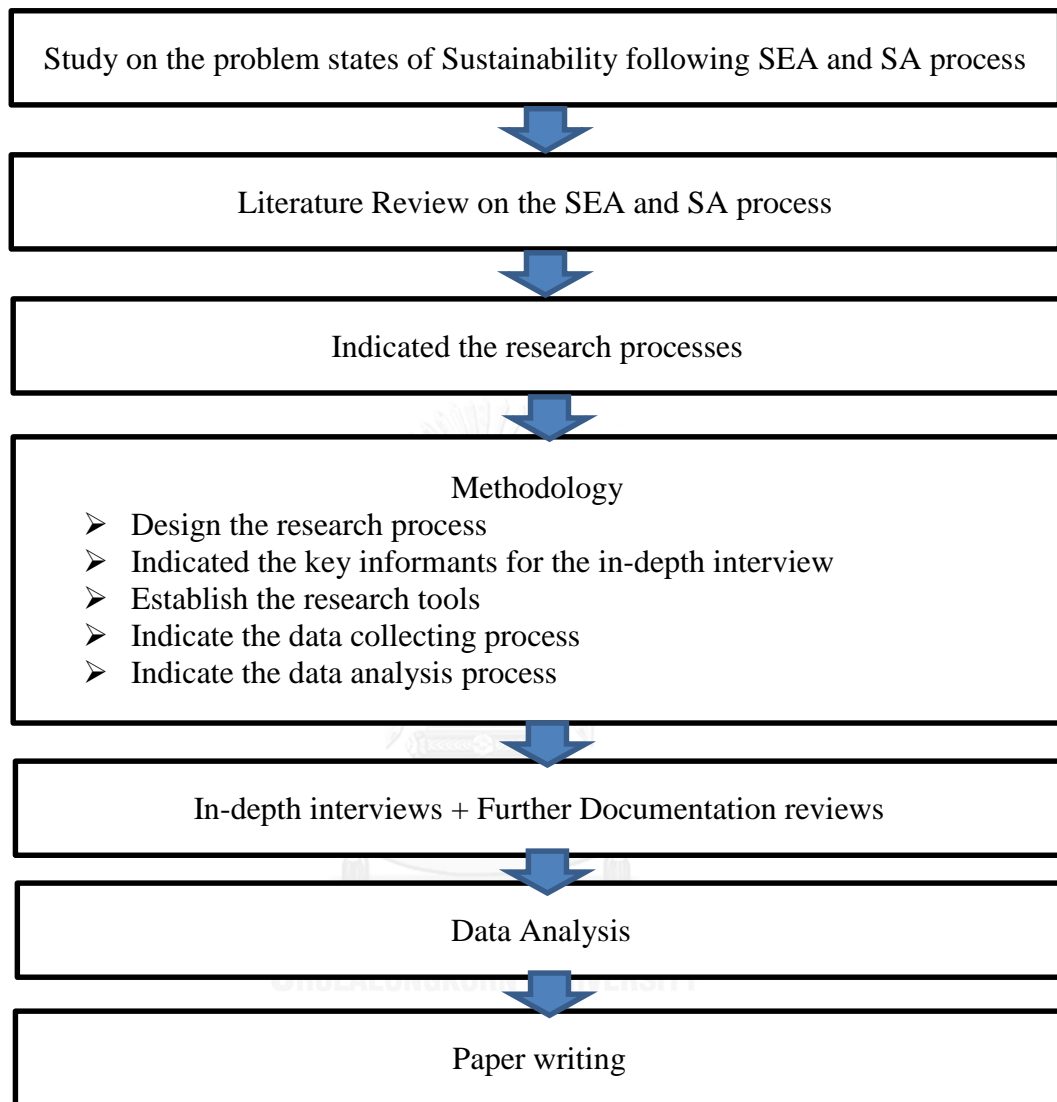 Study on the problem states of Sustainability following SEA and SA process
Literature Review on the SEA and SA process
Indicated the research processes
Methodology
➢ Design the research process
➢ Indicated the key informants for the in-depth interview
➢ Establish the research tools
➢ Indicate the data collecting process
➢ Indicate the data analysis process
In-depth interviews + Further Documentation reviews
Data Analysis
CHULALONGKORN UNIVERSITY
Paper writing